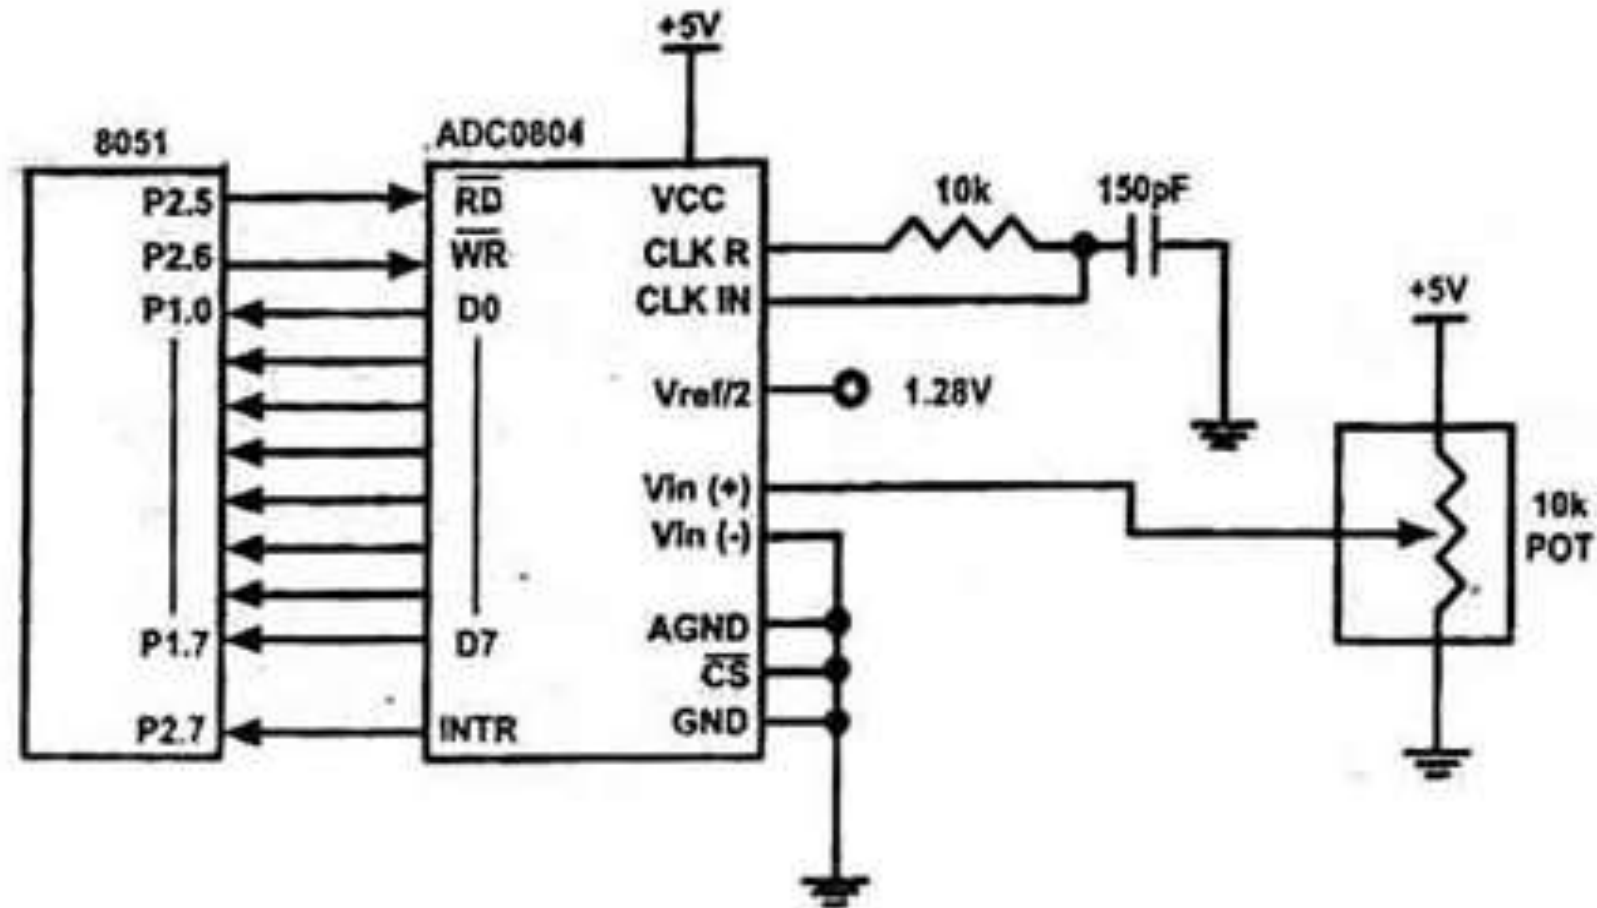 +5V
8051
ADC0804
P2.5
P2.6
P1.0
P1.7
P2.7
RD
WR
D0
D7
INTR
VCC
CLK R
CLK IN
Vref/2
Vin (+)
Vin (-)
AGND
CS
GND
10k
150pF
1.28V
+5V
10k
POT